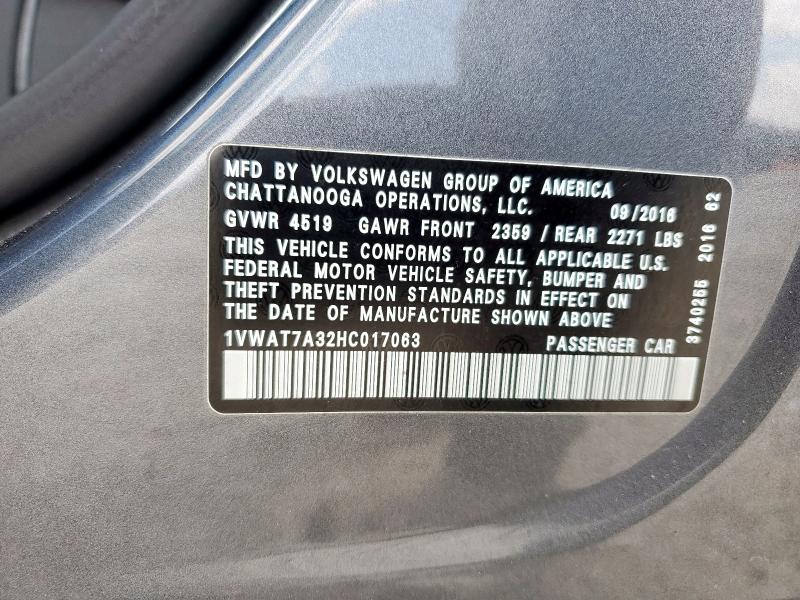 MFD BY VOLKSWAGEN GROUP OF AMERICA
CHATTANOOGA OPERATIONS, LLC. 09/2016
GVWR 4519 GAWR FRONT 2359 / REAR 2271 LBS
THIS VEHICLE CONFORMS TO ALL APPLICABLE U.S.
FEDERAL MOTOR VEHICLE SAFETY, BUMPER AND
THEFT PREVENTION STANDARDS IN EFFECT ON
THE DATE OF MANUFACTURE SHOWN ABOVE
1VWAT7A32HC017063 PASSENGER CAR
3740255 2016 62